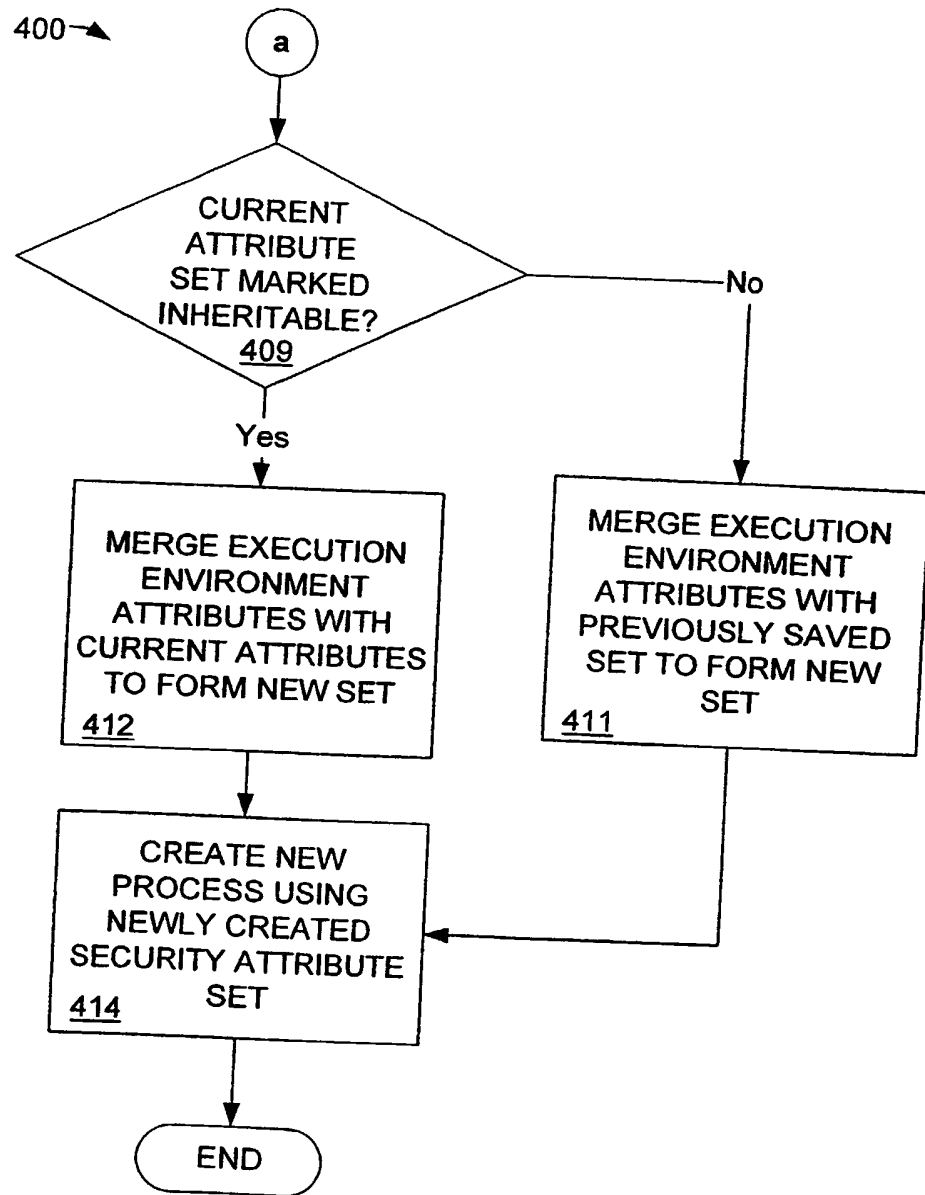 400
a
CURRENT
ATTRIBUTE
SET MARKED
INHERITABLE?
409
No
Yes
MERGE EXECUTION
ENVIRONMENT
ATTRIBUTES WITH
CURRENT ATTRIBUTES
TO FORM NEW SET
412
MERGE EXECUTION
ENVIRONMENT
ATTRIBUTES WITH
PREVIOUSLY SAVED
SET TO FORM NEW
SET
411
CREATE NEW
PROCESS USING
NEWLY CREATED
SECURITY ATTRIBUTE
SET
414
END